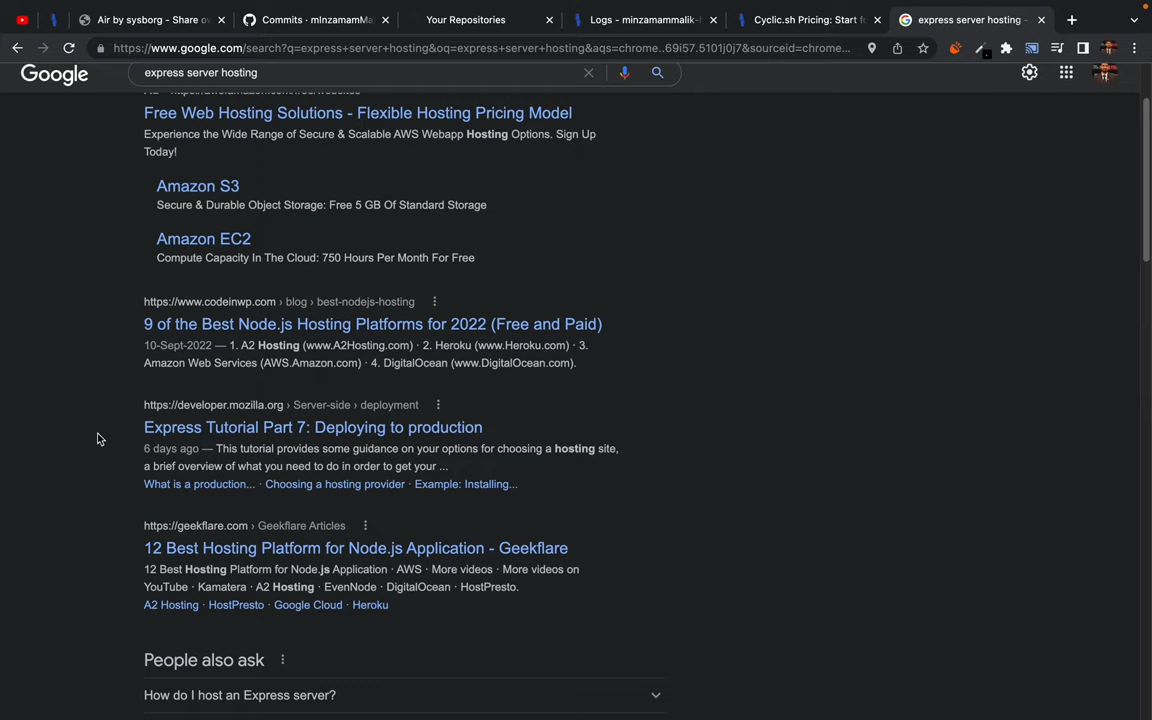 Air by sysborg - Share o
Commits · mInzamamMa
Your Repositories
Logs - minzamammalik-
Cyclic.sh Pricing: Start f
express server hosting -
https://www.google.com/search?q=express+server+hosting&oq=express+server+hosting&aqs=chrome..69i57.5101j0j7&sourceid=chrome...
Google
express server hosting
Free Web Hosting Solutions - Flexible Hosting Pricing Model
Experience the Wide Range of Secure & Scalable AWS Webapp Hosting Options. Sign Up
Today!
Amazon S3
Secure & Durable Object Storage: Free 5 GB Of Standard Storage
Amazon EC2
Compute Capacity In The Cloud: 750 Hours Per Month For Free
https://www.codeinwp.com › blog › best-nodejs-hosting
9 of the Best Node.js Hosting Platforms for 2022 (Free and Paid)
10-Sept-2022 — 1. A2 Hosting (www.A2Hosting.com) · 2. Heroku (www.Heroku.com) · 3.
Amazon Web Services (AWS.Amazon.com) · 4. DigitalOcean (www.DigitalOcean.com).
https://developer.mozilla.org › Server-side › deployment
Express Tutorial Part 7: Deploying to production
6 days ago — This tutorial provides some guidance on your options for choosing a hosting site,
a brief overview of what you need to do in order to get your ...
What is a production... · Choosing a hosting provider · Example: Installing...
https://geekflare.com › Geekflare Articles
12 Best Hosting Platform for Node.js Application - Geekflare
12 Best Hosting Platform for Node.js Application · AWS · More videos · More videos on
YouTube · Kamatera · A2 Hosting · EvenNode · DigitalOcean · HostPresto.
A2 Hosting · HostPresto · Google Cloud · Heroku
People also ask
How do I host an Express server?